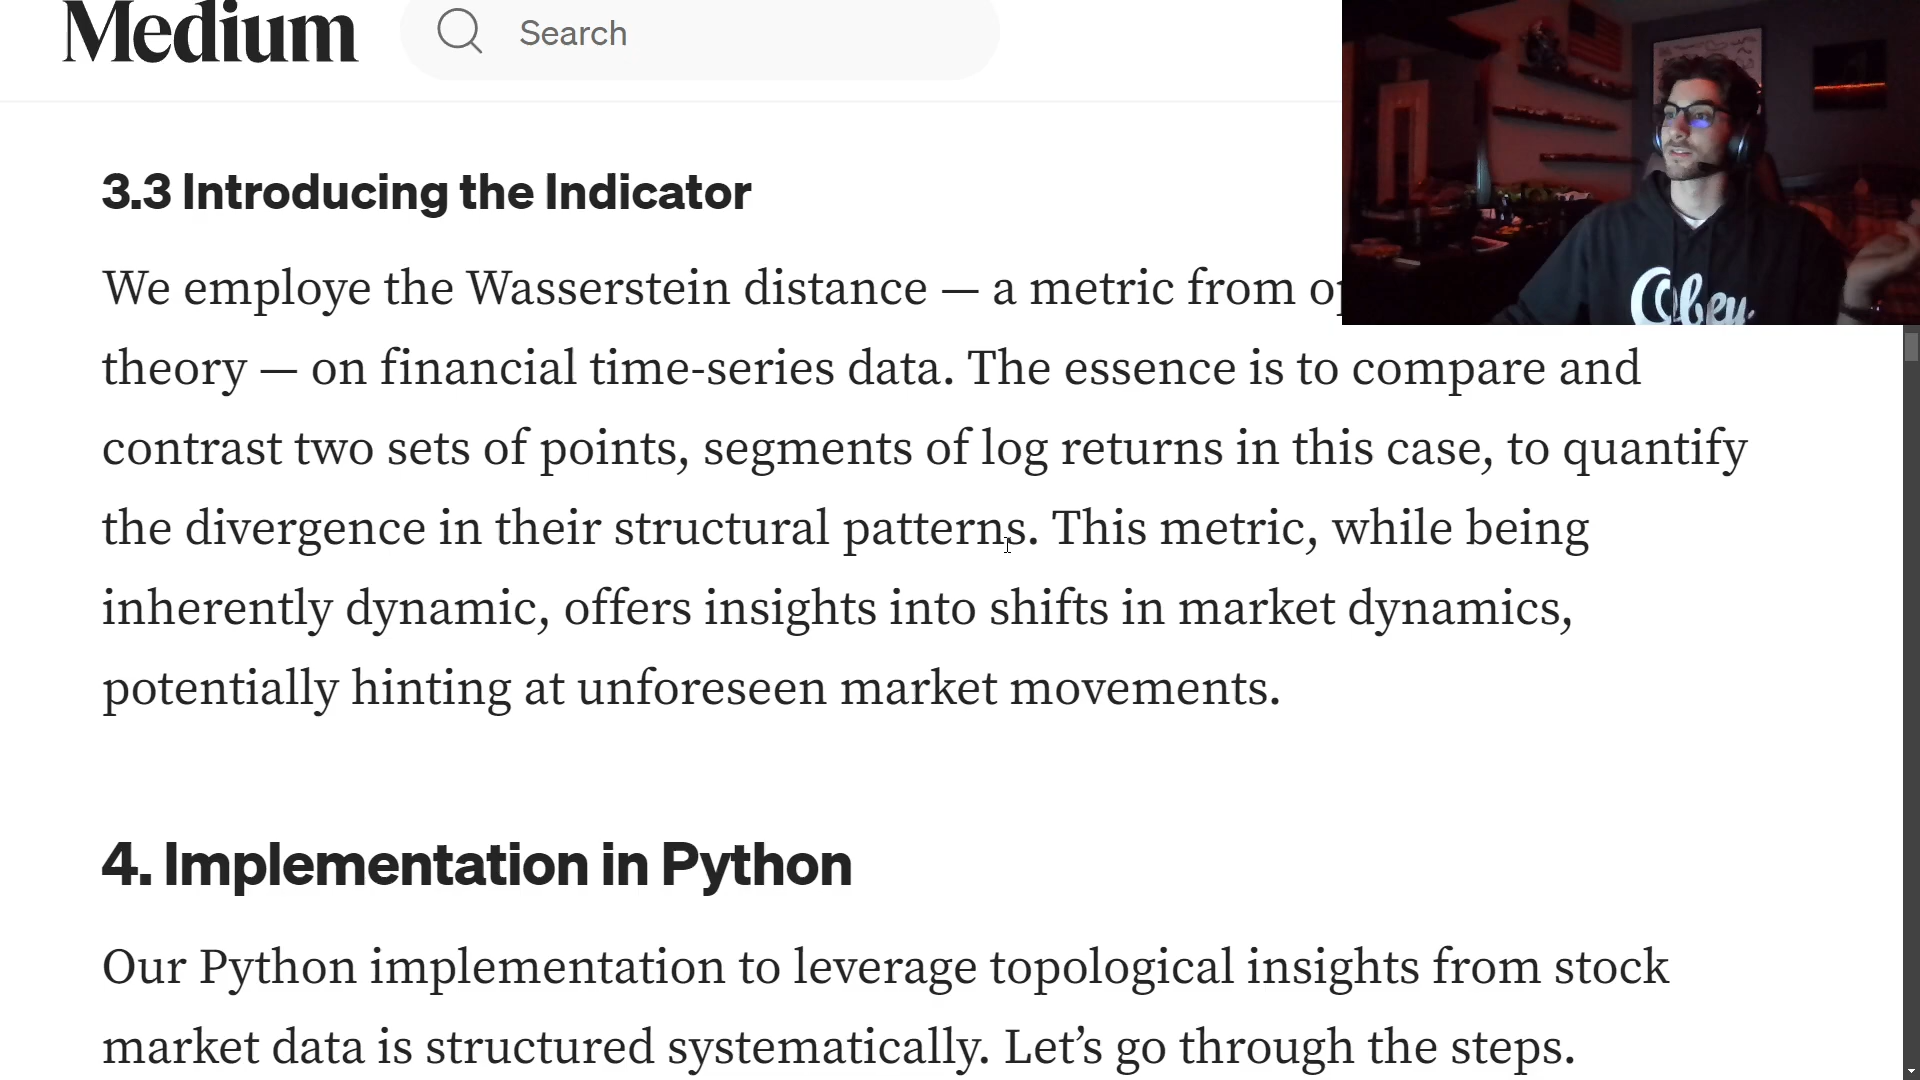 Medium
Search
3.3 Introducing the Indicator
We employe the Wasserstein distance — a metric from
theory — on financial time-series data. The essence is to compare and
contrast two sets of points, segments of log returns in this case, to quantify
the divergence in their structural patterns. This metric, while being
inherently dynamic, offers insights into shifts in market dynamics,
potentially hinting at unforeseen market movements.
4. Implementation in Python
Our Python implementation to leverage topological insights from stock
market data is structured systematically. Let’s go through the steps.
Obey